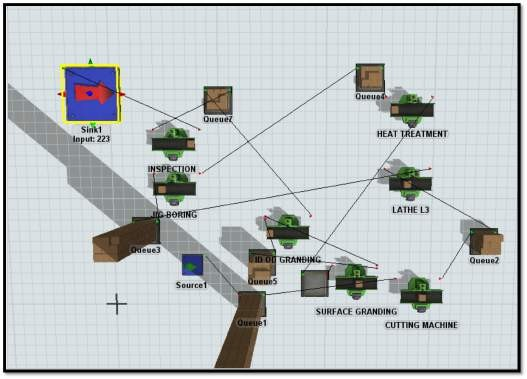 Sink1
Input: 223
Queue7
Queue4
HEAT TREATMENT
INSPECTION
JIG BORING
LATHE L3
Queue3
ID OD GRANDING
Queue2
Source1
Queue5
Queue1
SURFACE GRANDING
CUTTING MACHINE